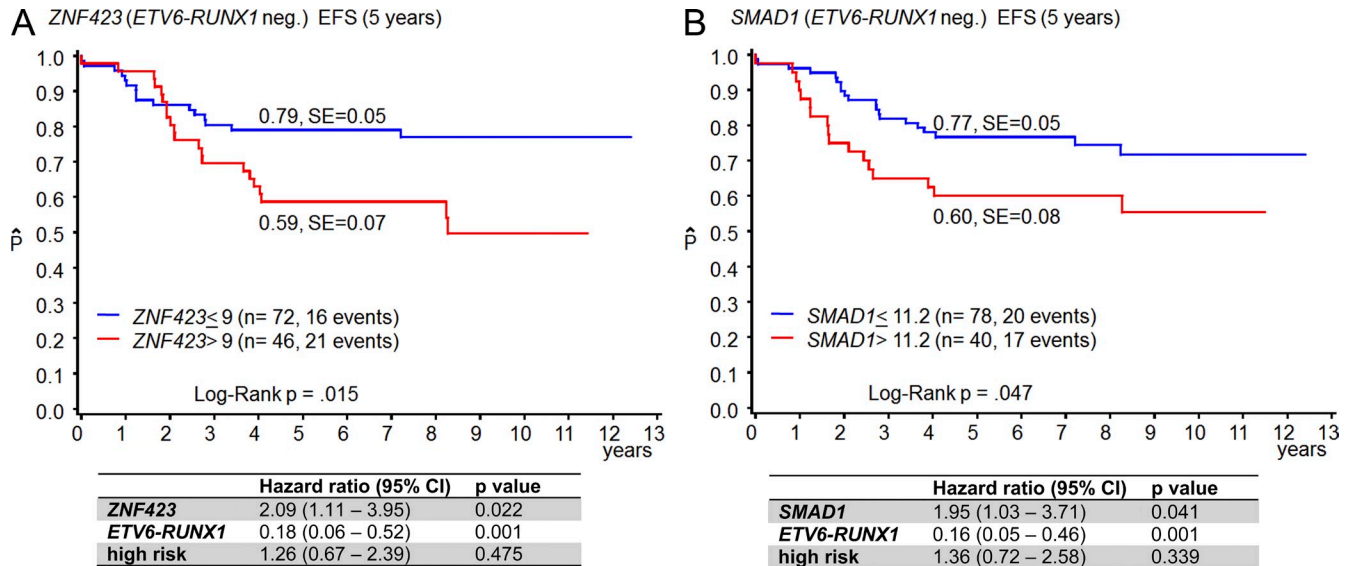 A
ZNF423 (ETV6-RUNX1 neg.) EFS (5 years)
1.0
0.9
0.8
0.7
0.6
0.5
0.4
0.3
0.2
0.1
0.0
P̂
0.79, SE=0.05
0.59, SE=0.07
ZNF423≤ 9 (n= 72, 16 events)
ZNF423> 9 (n= 46, 21 events)
Log-Rank p = .015
0 1 2 3 4 5 6 7 8 9 10 11 12 13
years
Hazard ratio (95% CI) p value
ZNF423 2.09 (1.11 – 3.95) 0.022
ETV6-RUNX1 0.18 (0.06 – 0.52) 0.001
high risk 1.26 (0.67 – 2.39) 0.475
B
SMAD1 (ETV6-RUNX1 neg.) EFS (5 years)
1.0
0.9
0.8
0.7
0.6
0.5
0.4
0.3
0.2
0.1
0.0
P̂
0.77, SE=0.05
0.60, SE=0.08
SMAD1≤ 11.2 (n= 78, 20 events)
SMAD1> 11.2 (n= 40, 17 events)
Log-Rank p = .047
0 1 2 3 4 5 6 7 8 9 10 11 12 13
years
Hazard ratio (95% CI) p value
SMAD1 1.95 (1.03 – 3.71) 0.041
ETV6-RUNX1 0.16 (0.05 – 0.46) 0.001
high risk 1.36 (0.72 – 2.58) 0.339